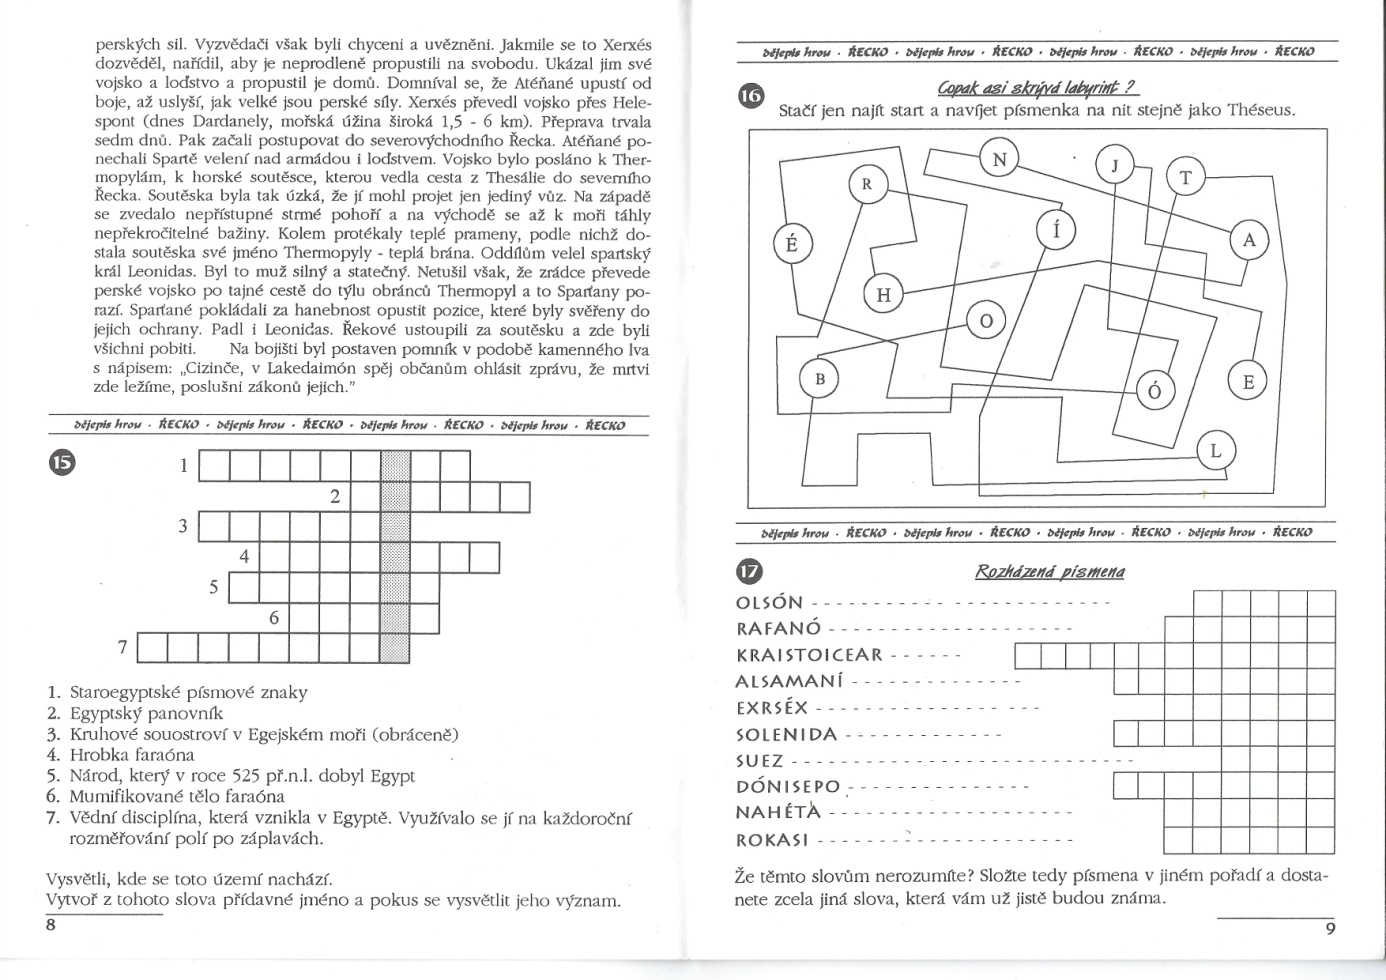 perských sil. Vyzvědači však byli chyceni a uvězněni. Jakmile se to Xerxés
dozvěděl, nařídil, aby je neprodleně propustili na svobodu. Ukázal jim své
vojsko a loďstvo a propustil je domů. Domníval se, že Atéňané upustí od
boje, až uslyší, jak velké jsou perské síly. Xerxés převedl vojsko přes Hele-
spont (dnes Dardanely, mořská úžina široká 1,5 - 6 km). Přeprava trvala
sedm dnů. Pak začali postupovat do severovýchodního Řecka. Atéňané po-
nechali Spartě velení nad armádou i loďstvem. Vojsko bylo posláno k Ther-
mopylám, k horské soutěsce, kterou vedla cesta z Thesálie do severního
Řecka. Soutěska byla tak úzká, že jí mohl projet jen jediný vůz. Na západě
se zvedalo nepřístupné strmé pohoří a na východě se až k moři táhly
nepřekročitelné bažiny. Kolem protékaly teplé prameny, podle nichž do-
stala soutěska své jméno Thermopyly - teplá brána. Oddílům velel spartský
král Leonidas. Byl to muž silný a statečný. Netušil však, že zrádce převede
perské vojsko po tajné cestě do týlu obránců Thermopyl a to Sparťany po-
razí. Sparťané pokládali za hanebnost opustit pozice, které byly svěřeny do
jejich ochrany. Padl i Leonidas. Řekové ustoupili za soutěsku a zde byli
všichni pobiti. Na bojišti byl postaven pomník v podobě kamenného lva
s nápisem: „Cizinče, v Lakedaimón spěj občanům ohlásit zprávu, že mrtvi
zde ležíme, poslušni zákonů jejich.”
dějepis hrou · ŘECKO · dějepis hrou · ŘECKO · dějepis hrou · ŘECKO · dějepis hrou · ŘECKO
15
1
2
3
4
5
6
7
1. Staroegyptské písmové znaky
2. Egyptský panovník
3. Kruhové souostroví v Egejském moři (obráceně)
4. Hrobka faraóna
5. Národ, který v roce 525 př.n.l. dobyl Egypt
6. Mumifikované tělo faraóna
7. Vědní disciplína, která vznikla v Egyptě. Využívalo se jí na každoroční
rozměřování polí po záplavách.
Vysvětli, kde se toto území nachází.
Vytvoř z tohoto slova přídavné jméno a pokus se vysvětlit jeho význam.
8
dějepis hrou · ŘECKO · dějepis hrou · ŘECKO · dějepis hrou · ŘECKO · dějepis hrou · ŘECKO
16
Copak asi skrývá labyrint ?
Stačí jen najít start a navíjet písmenka na nit stejně jako Théseus.
N
J
T
R
Í
A
É
H
O
B
Ó
E
L
dějepis hrou · ŘECKO · dějepis hrou · ŘECKO · dějepis hrou · ŘECKO · dějepis hrou · ŘECKO
17
Rozházená písmena
OLSÓN
RAFANÓ
KRAISTOICEAR
ALSAMANÍ
EXRSÉX
SOLENIDA
SUEZ
DÓNISEPO
NAHÉTA
ROKASI
Že těmto slovům nerozumíte? Složte tedy písmena v jiném pořadí a dosta-
nete zcela jiná slova, která vám už jistě budou známa.
9